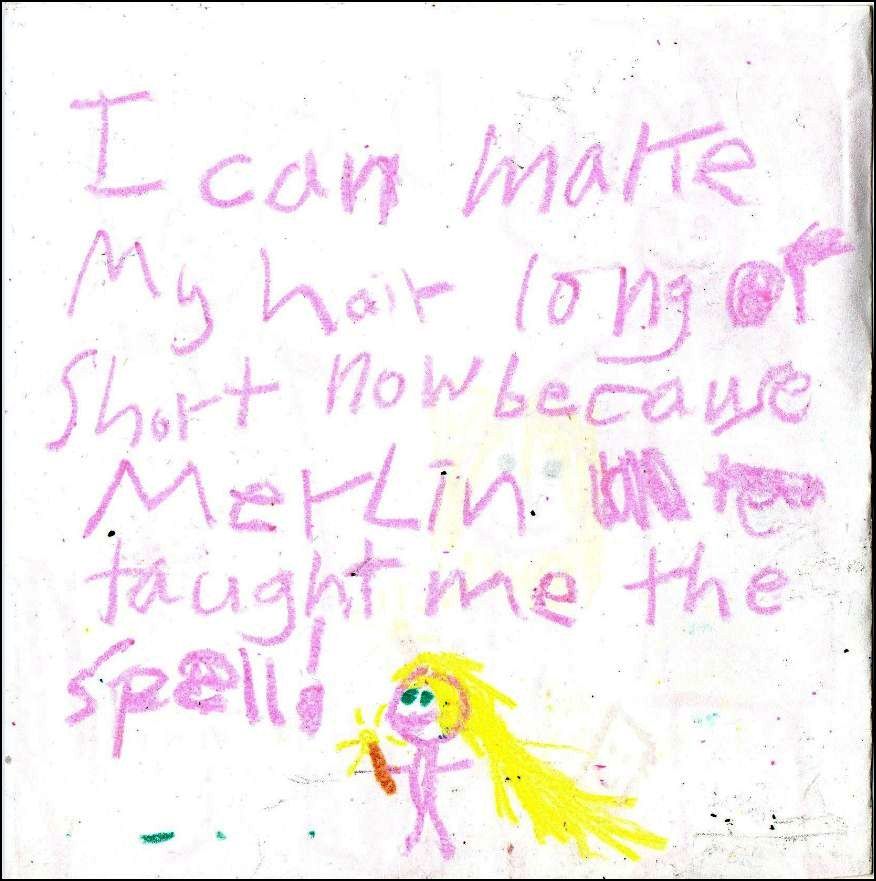 I can make
My hair long or
Short now because
MerLin
taught me the
spell!